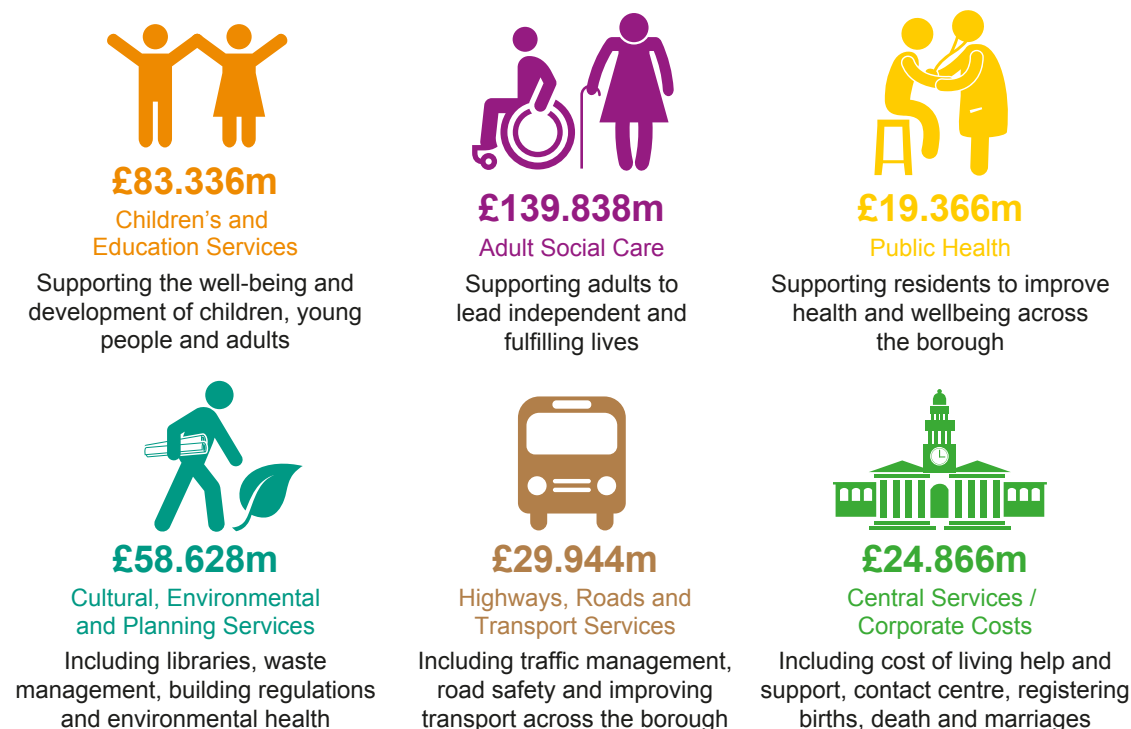 £83.336m
Children’s and
Education Services
Supporting the well-being and
development of children, young
people and adults
£139.838m
Adult Social Care
Supporting adults to
lead independent and
fulfilling lives
£19.366m
Public Health
Supporting residents to improve
health and wellbeing across
the borough
£58.628m
Cultural, Environmental
and Planning Services
Including libraries, waste
management, building regulations
and environmental health
£29.944m
Highways, Roads and
Transport Services
Including traffic management,
road safety and improving
transport across the borough
£24.866m
Central Services /
Corporate Costs
Including cost of living help and
support, contact centre, registering
births, death and marriages